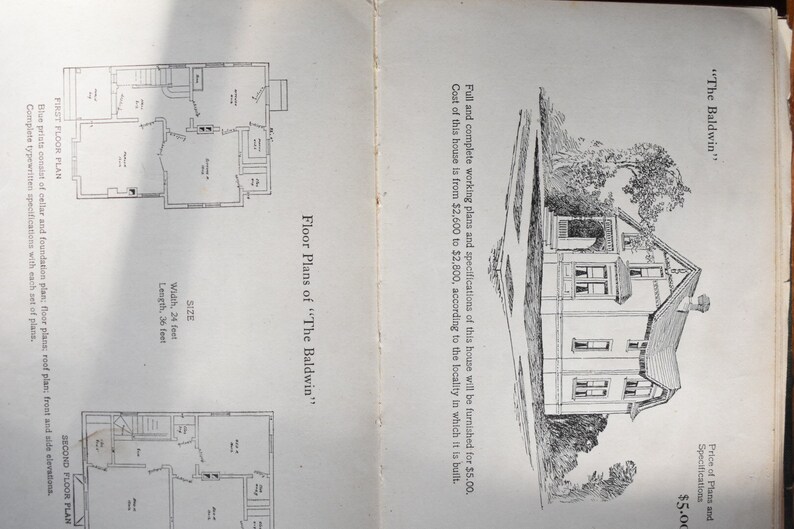 "The Baldwin"
Price of Plans and
Specifications
$5.00
Full and complete working plans and specifications of this house will be furnished for $5.00.
Cost of this house is from $2,600 to $2,800, according to the locality in which it is built.
Floor Plans of "The Baldwin"
SIZE
Width, 24 feet
Length, 36 feet
FIRST FLOOR PLAN
SECOND FLOOR PLAN
Blue prints consist of cellar and foundation plan; floor plans; roof plan; front and side elevations.
Complete typewritten specifications with each set of plans.